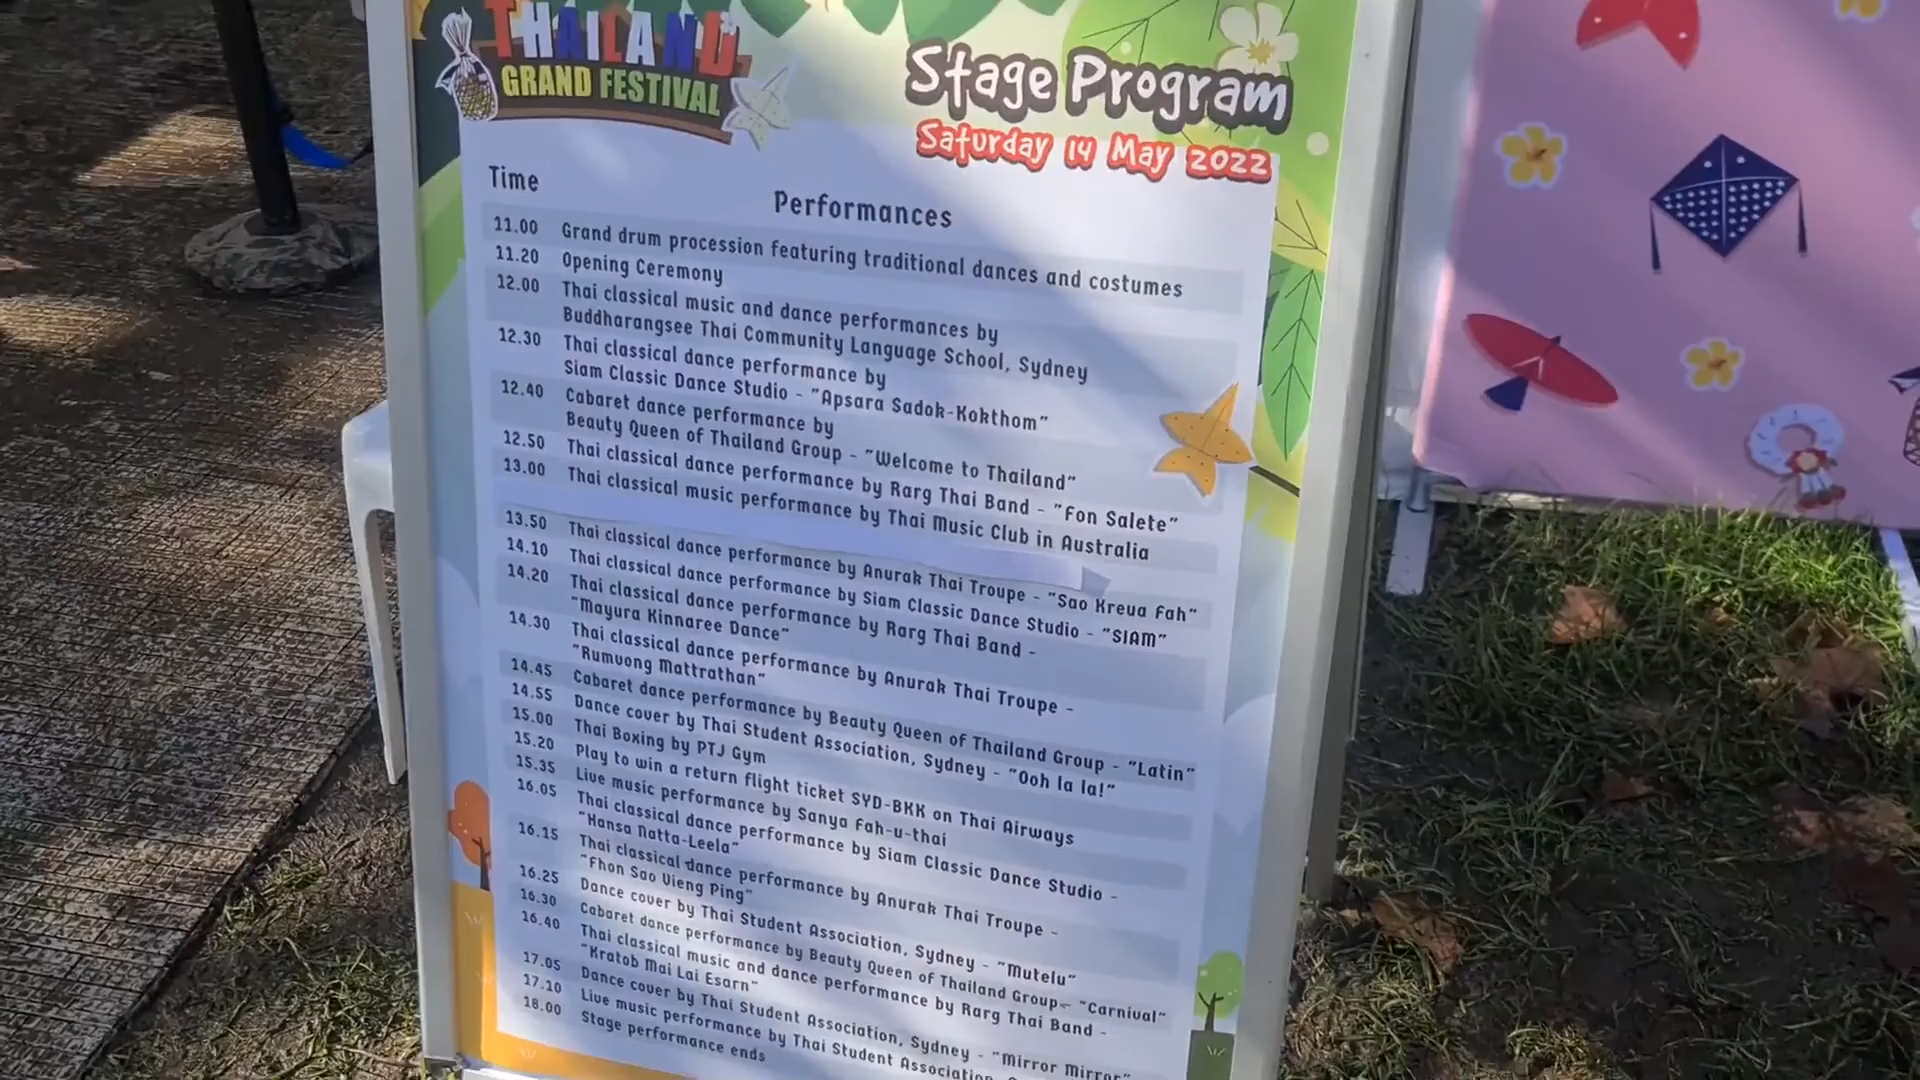 THAILAND
GRAND FESTIVAL
Stage Program
Saturday 14 May 2022
Time
Performances
11.00 Grand drum procession featuring traditional dances and costumes
11.20 Opening Ceremony
12.00 Thai classical music and dance performances by
Buddharangsee Thai Community Language School, Sydney
12.30 Thai classical dance performance by
Siam Classic Dance Studio - "Apsara Sadok-Kokthom"
12.40 Cabaret dance performance by
Beauty Queen of Thailand Group - "Welcome to Thailand"
12.50 Thai classical dance performance by Rarg Thai Band - "Fon Salete"
13.00 Thai classical music performance by Thai Music Club in Australia
13.50 Thai classical dance performance by Anurak Thai Troupe - "Sao Kreua Fah"
14.10 Thai classical dance performance by Siam Classic Dance Studio - "SIAM"
14.20 Thai classical dance performance by Rarg Thai Band -
"Mayura Kinnaree Dance"
14.30 Thai classical dance performance by Anurak Thai Troupe -
"Rumvong Mattrathan"
14.45 Cabaret dance performance by Beauty Queen of Thailand Group - "Latin"
14.55 Dance cover by Thai Student Association, Sydney - "Ooh la la!"
15.00 Thai Boxing by PTJ Gym
15.20 Play to win a return flight ticket SYD-BKK on Thai Airways
15.35 Live music performance by Sanya Fah-u-thai
16.05 Thai classical dance performance by Siam Classic Dance Studio -
"Hansa Natta-Leela"
16.15 Thai classical dance performance by Anurak Thai Troupe -
"Fhon Sao Vieng Ping"
16.25 Dance cover by Thai Student Association, Sydney - "Mutelu"
16.30 Cabaret dance performance by Beauty Queen of Thailand Group - "Carnival"
16.40 Thai classical music and dance performance by Rarg Thai Band -
"Kratob Mai Lai Esarn"
17.05 Dance cover by Thai Student Association, Sydney - "Mirror Mirror"
17.10 Live music performance by Thai Student Association,
18.00 Stage performance ends